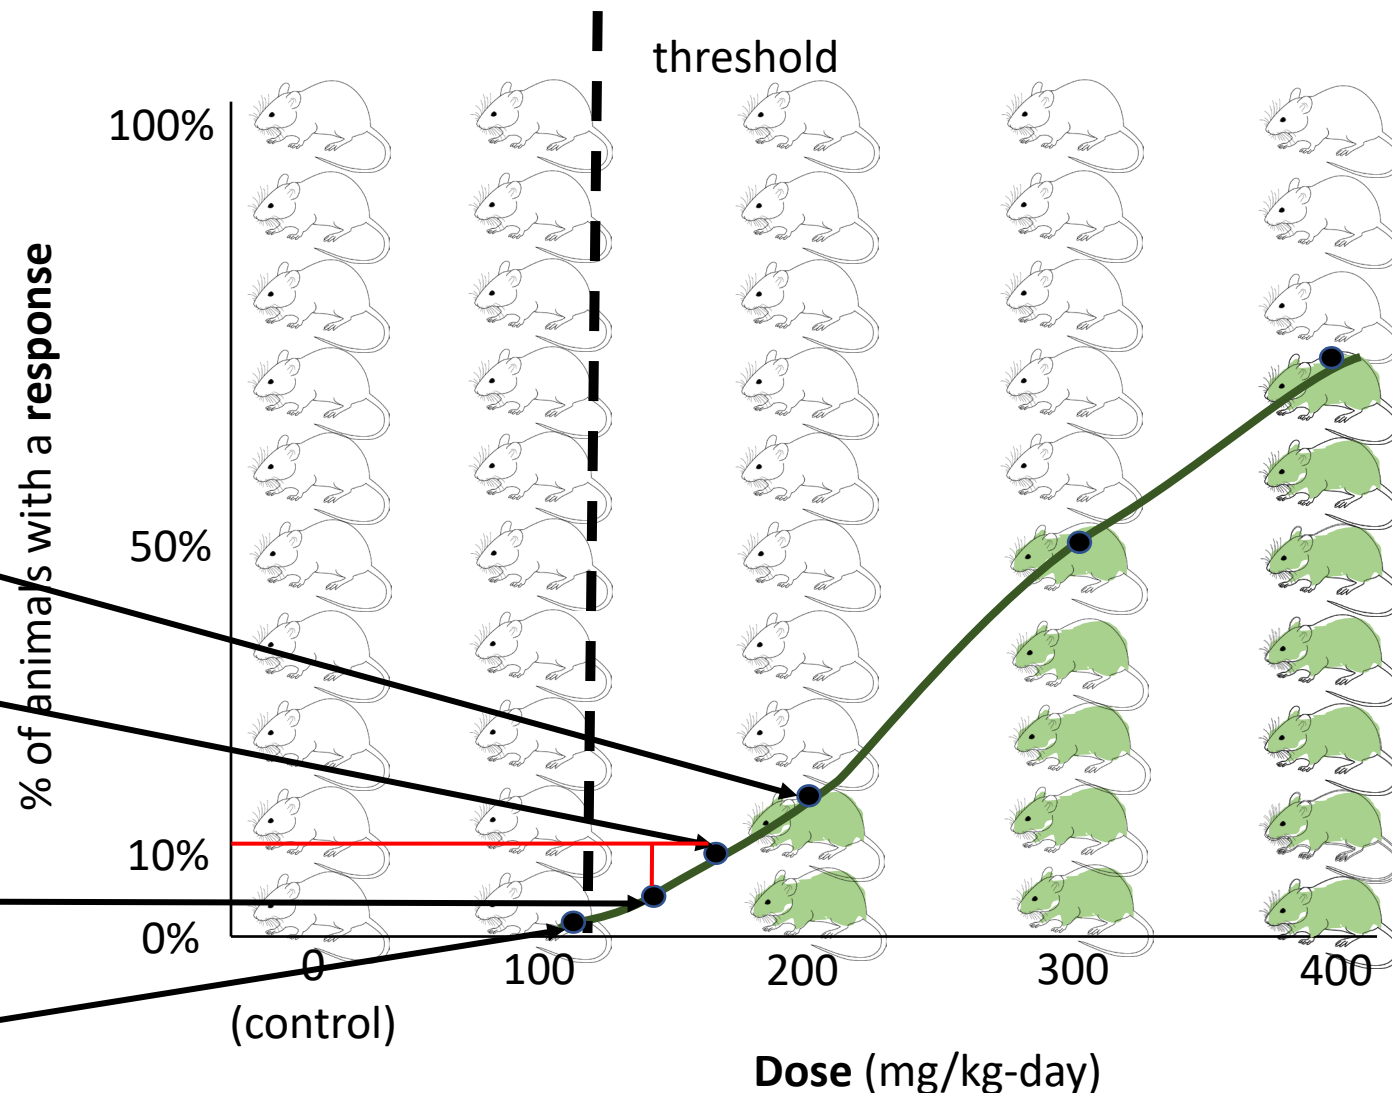 threshold
100%
% of animals with a response
50%
10%
0%
0 100 200 300 400
(control)
Dose (mg/kg-day)